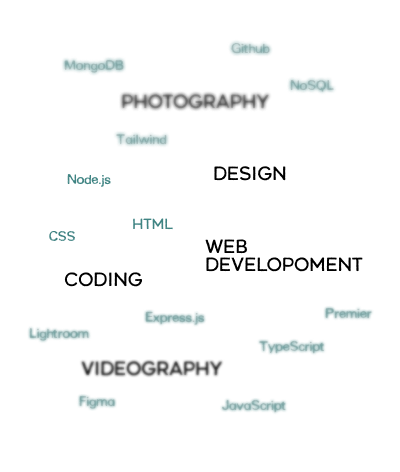 Github
MongoDB
NoSQL
PHOTOGRAPHY
Tailwind
DESIGN
Node.js
HTML
CSS
WEB
DEVELOPOMENT
CODING
Express.js
Premier
Lightroom
TypeScript
VIDEOGRAPHY
Figma
JavaScript